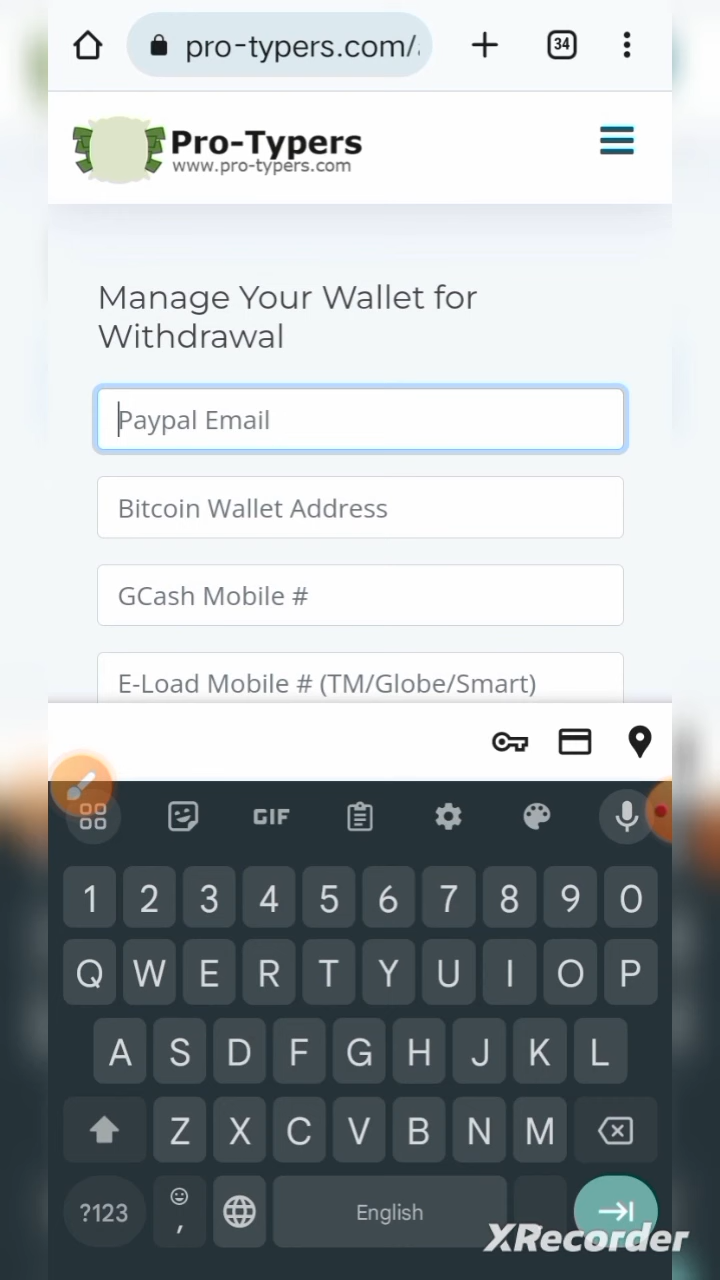 pro-typers.com/
34
Pro-Typers
www.pro-typers.com
Manage Your Wallet for
Withdrawal
Paypal Email
Bitcoin Wallet Address
GCash Mobile #
E-Load Mobile # (TM/Globe/Smart)
GIF
1 2 3 4 5 6 7 8 9 0
Q W E R T Y U I O P
A S D F G H J K L
Z X C V B N M
?123 , English
XRecorder